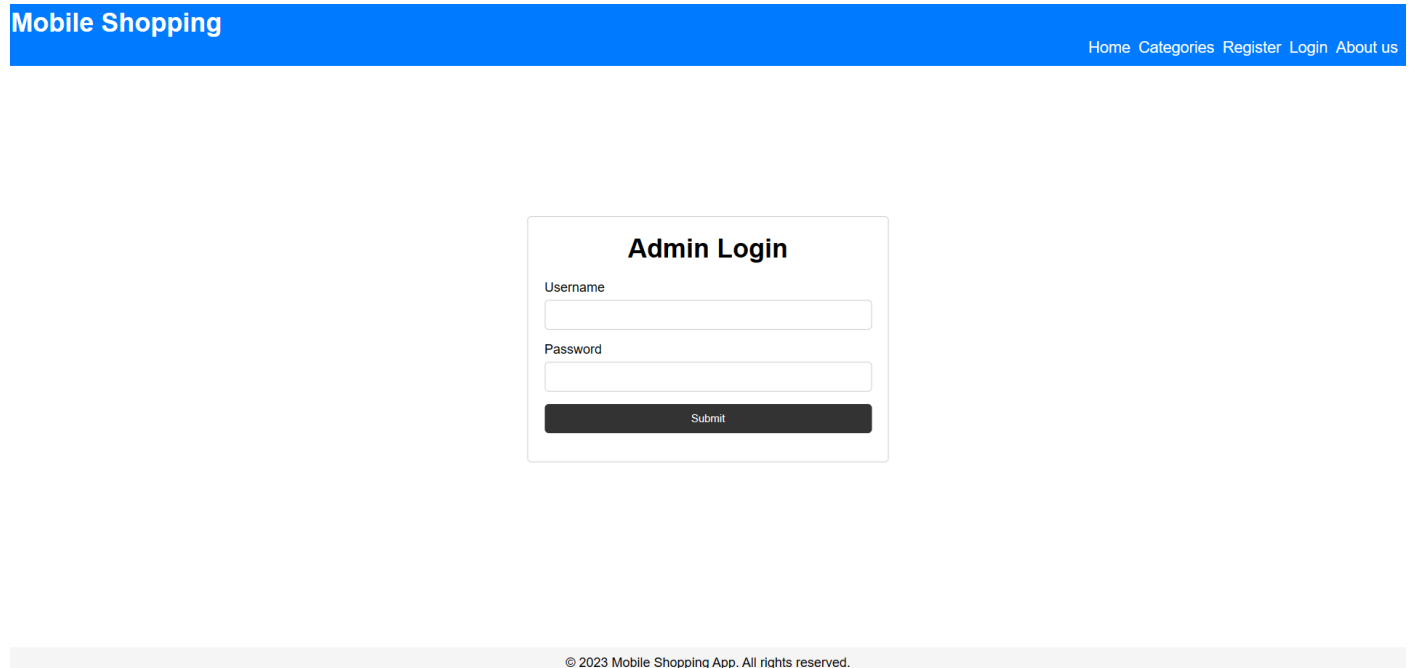 Mobile Shopping
Home Categories Register Login About us
Admin Login
Username
Password
Submit
© 2023 Mobile Shopping App. All rights reserved.